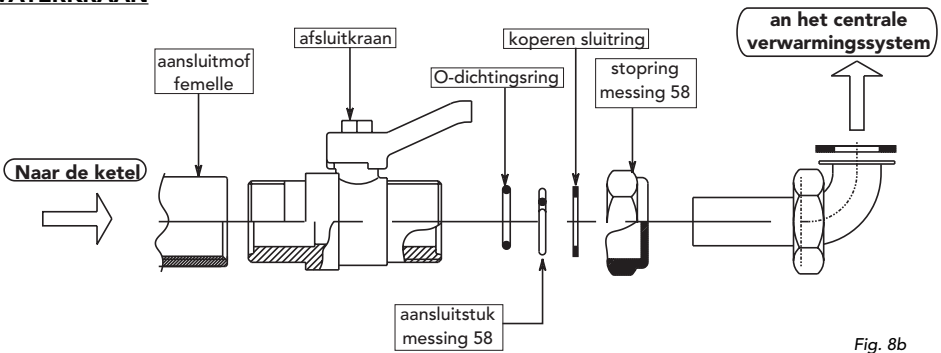 an het centrale
verwarmingssystem
afsluitkraan
koperen sluitring
aansluitmof
femelle
O-dichtingsring
stopring
messing 58
Naar de ketel
aansluitstuk
messing 58
Fig. 8b